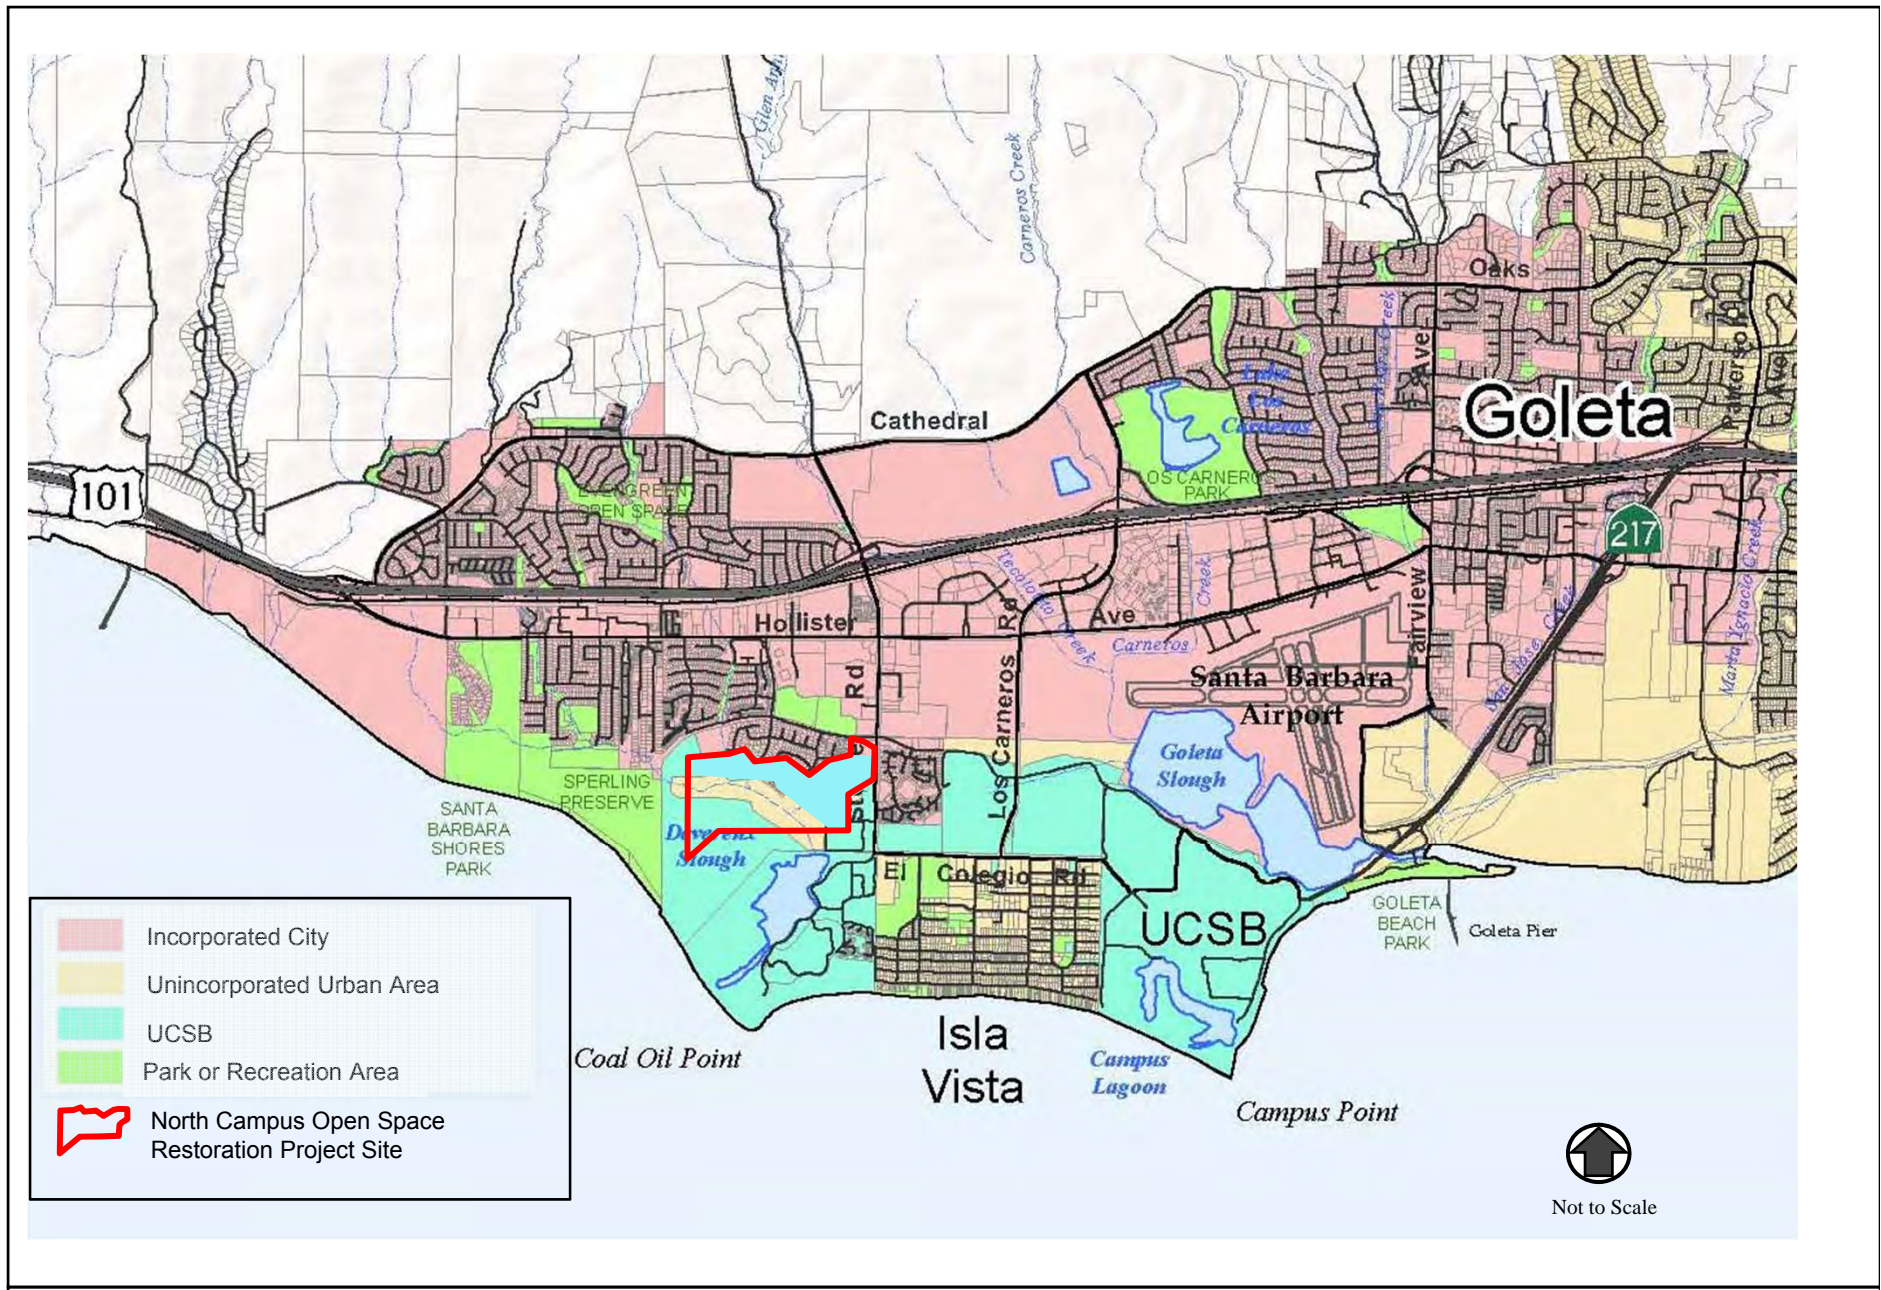 Glen Ann
Carneros Creek
Oaks
Cathedral
Fairview
Ave
Goleta
Lake
Los
Carneros
LOS CARNEROS
PARK
101
EVERGREEN
OPEN SPACE
217
Patterson
Ave
Tecolotito
Creek
Creek
Carneros
Hollister
Ave
Rd
Los Carneros
Rd
San Jose Creek
Maria Ygnacio Creek
Santa Barbara
Airport
Goleta
Slough
SPERLING
PRESERVE
SANTA
BARBARA
SHORES
PARK
Devereux
Slough
El Colegio Rd
UCSB
GOLETA
BEACH
PARK
Goleta Pier
Isla
Vista
Coal Oil Point
Campus
Lagoon
Campus Point
Incorporated City
Unincorporated Urban Area
UCSB
Park or Recreation Area
North Campus Open Space
Restoration Project Site
Not to Scale